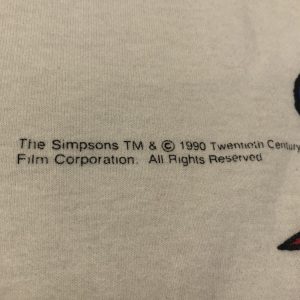 The Simpsons TM & © 1990 Twentieth Century
Film Corporation. All Rights Reserved